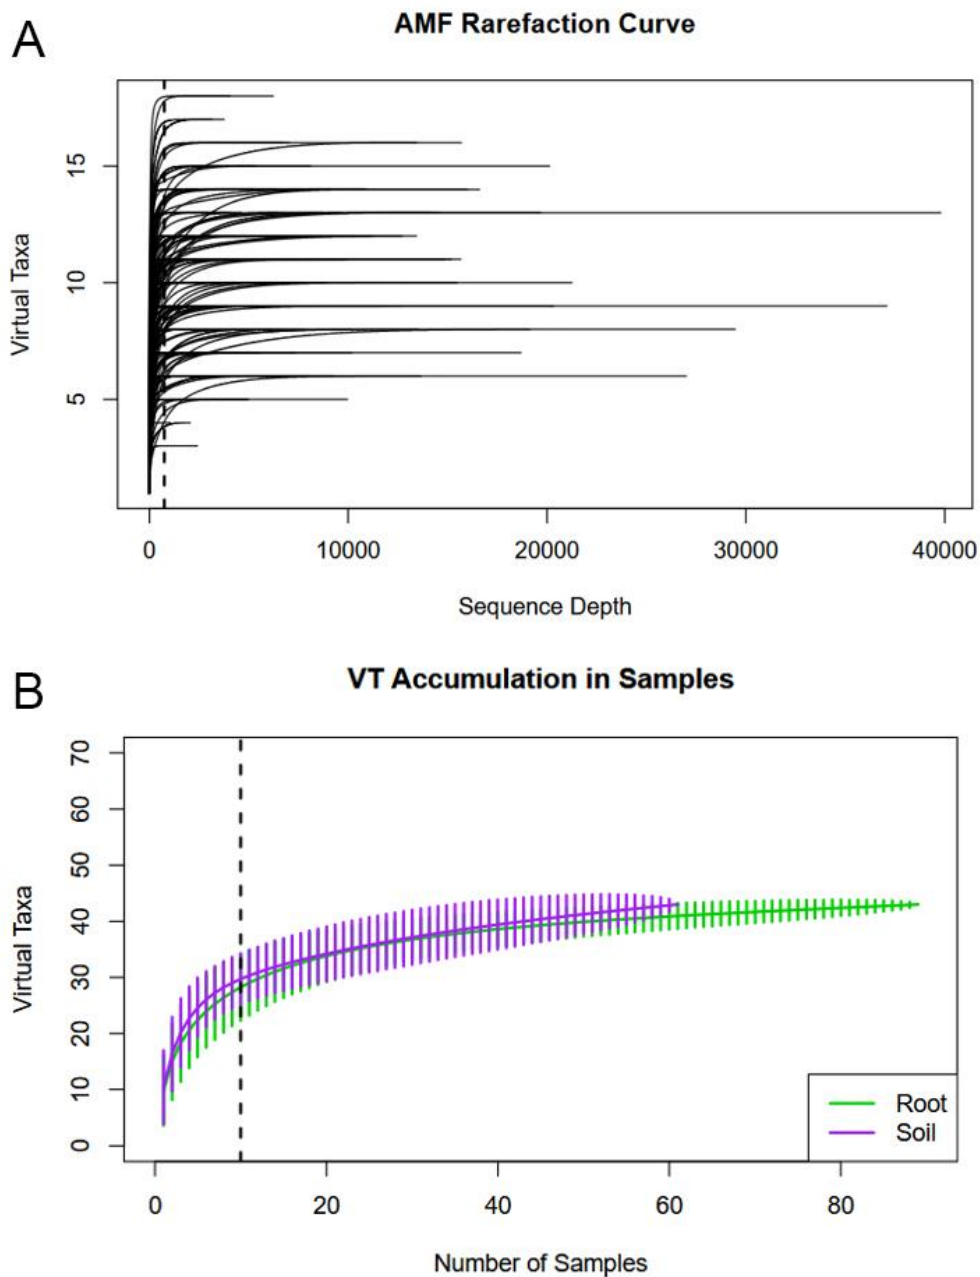 A
AMF Rarefaction Curve
Virtual Taxa
15
10
5
0 10000 20000 30000 40000
Sequence Depth
B
VT Accumulation in Samples
Virtual Taxa
70
60
50
40
30
20
10
0
Root
Soil
0 20 40 60 80
Number of Samples